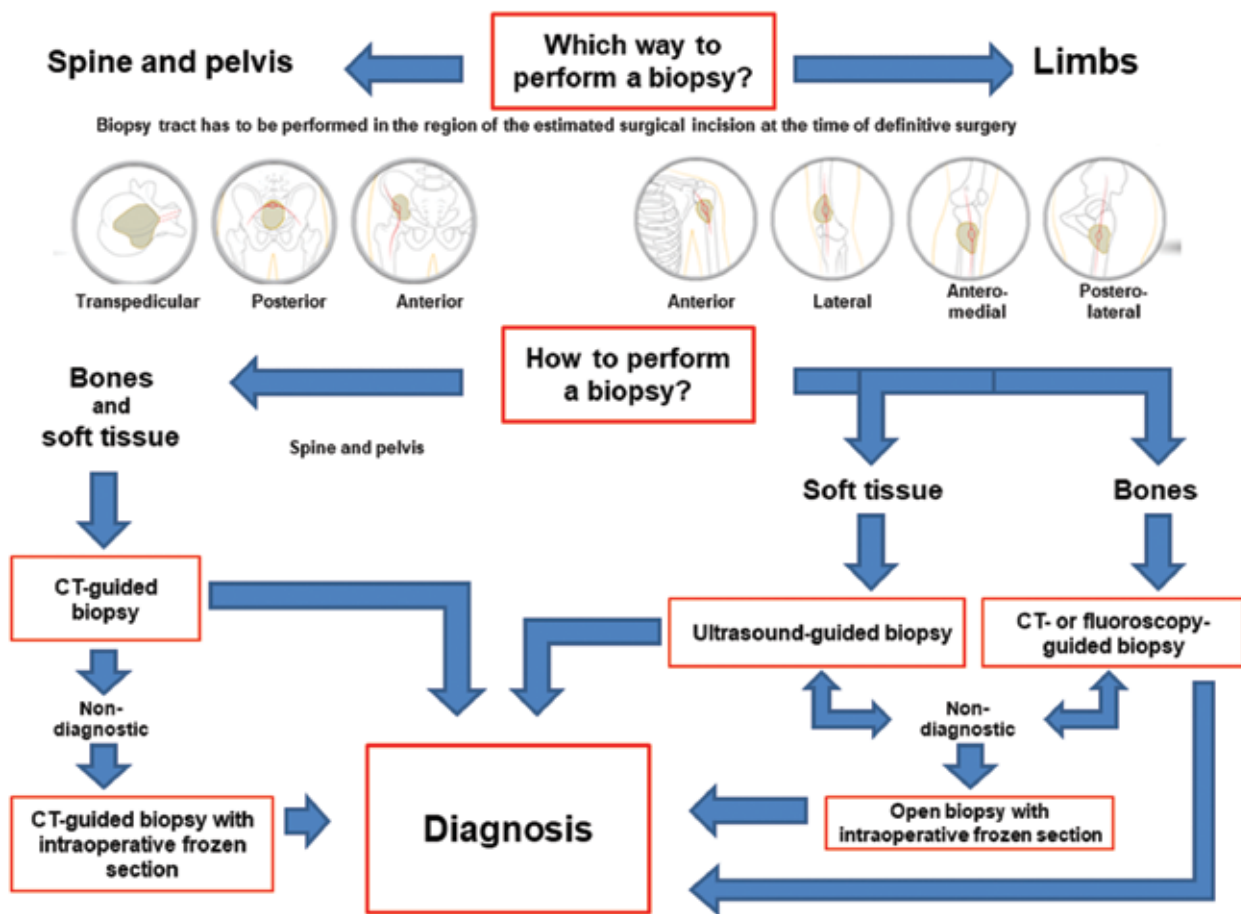 Which way to
perform a biopsy?
Spine and pelvis
Limbs
Biopsy tract has to be performed in the region of the estimated surgical incision at the time of definitive surgery
Transpedicular
Posterior
Anterior
Anterior
Lateral
Antero-
medial
Postero-
lateral
How to perform
a biopsy?
Bones
and
soft tissue
Spine and pelvis
Soft tissue
Bones
CT-guided
biopsy
Ultrasound-guided biopsy
CT- or fluoroscopy-
guided biopsy
Non-
diagnostic
Non-
diagnostic
CT-guided biopsy with
intraoperative frozen
section
Diagnosis
Open biopsy with
intraoperative frozen section